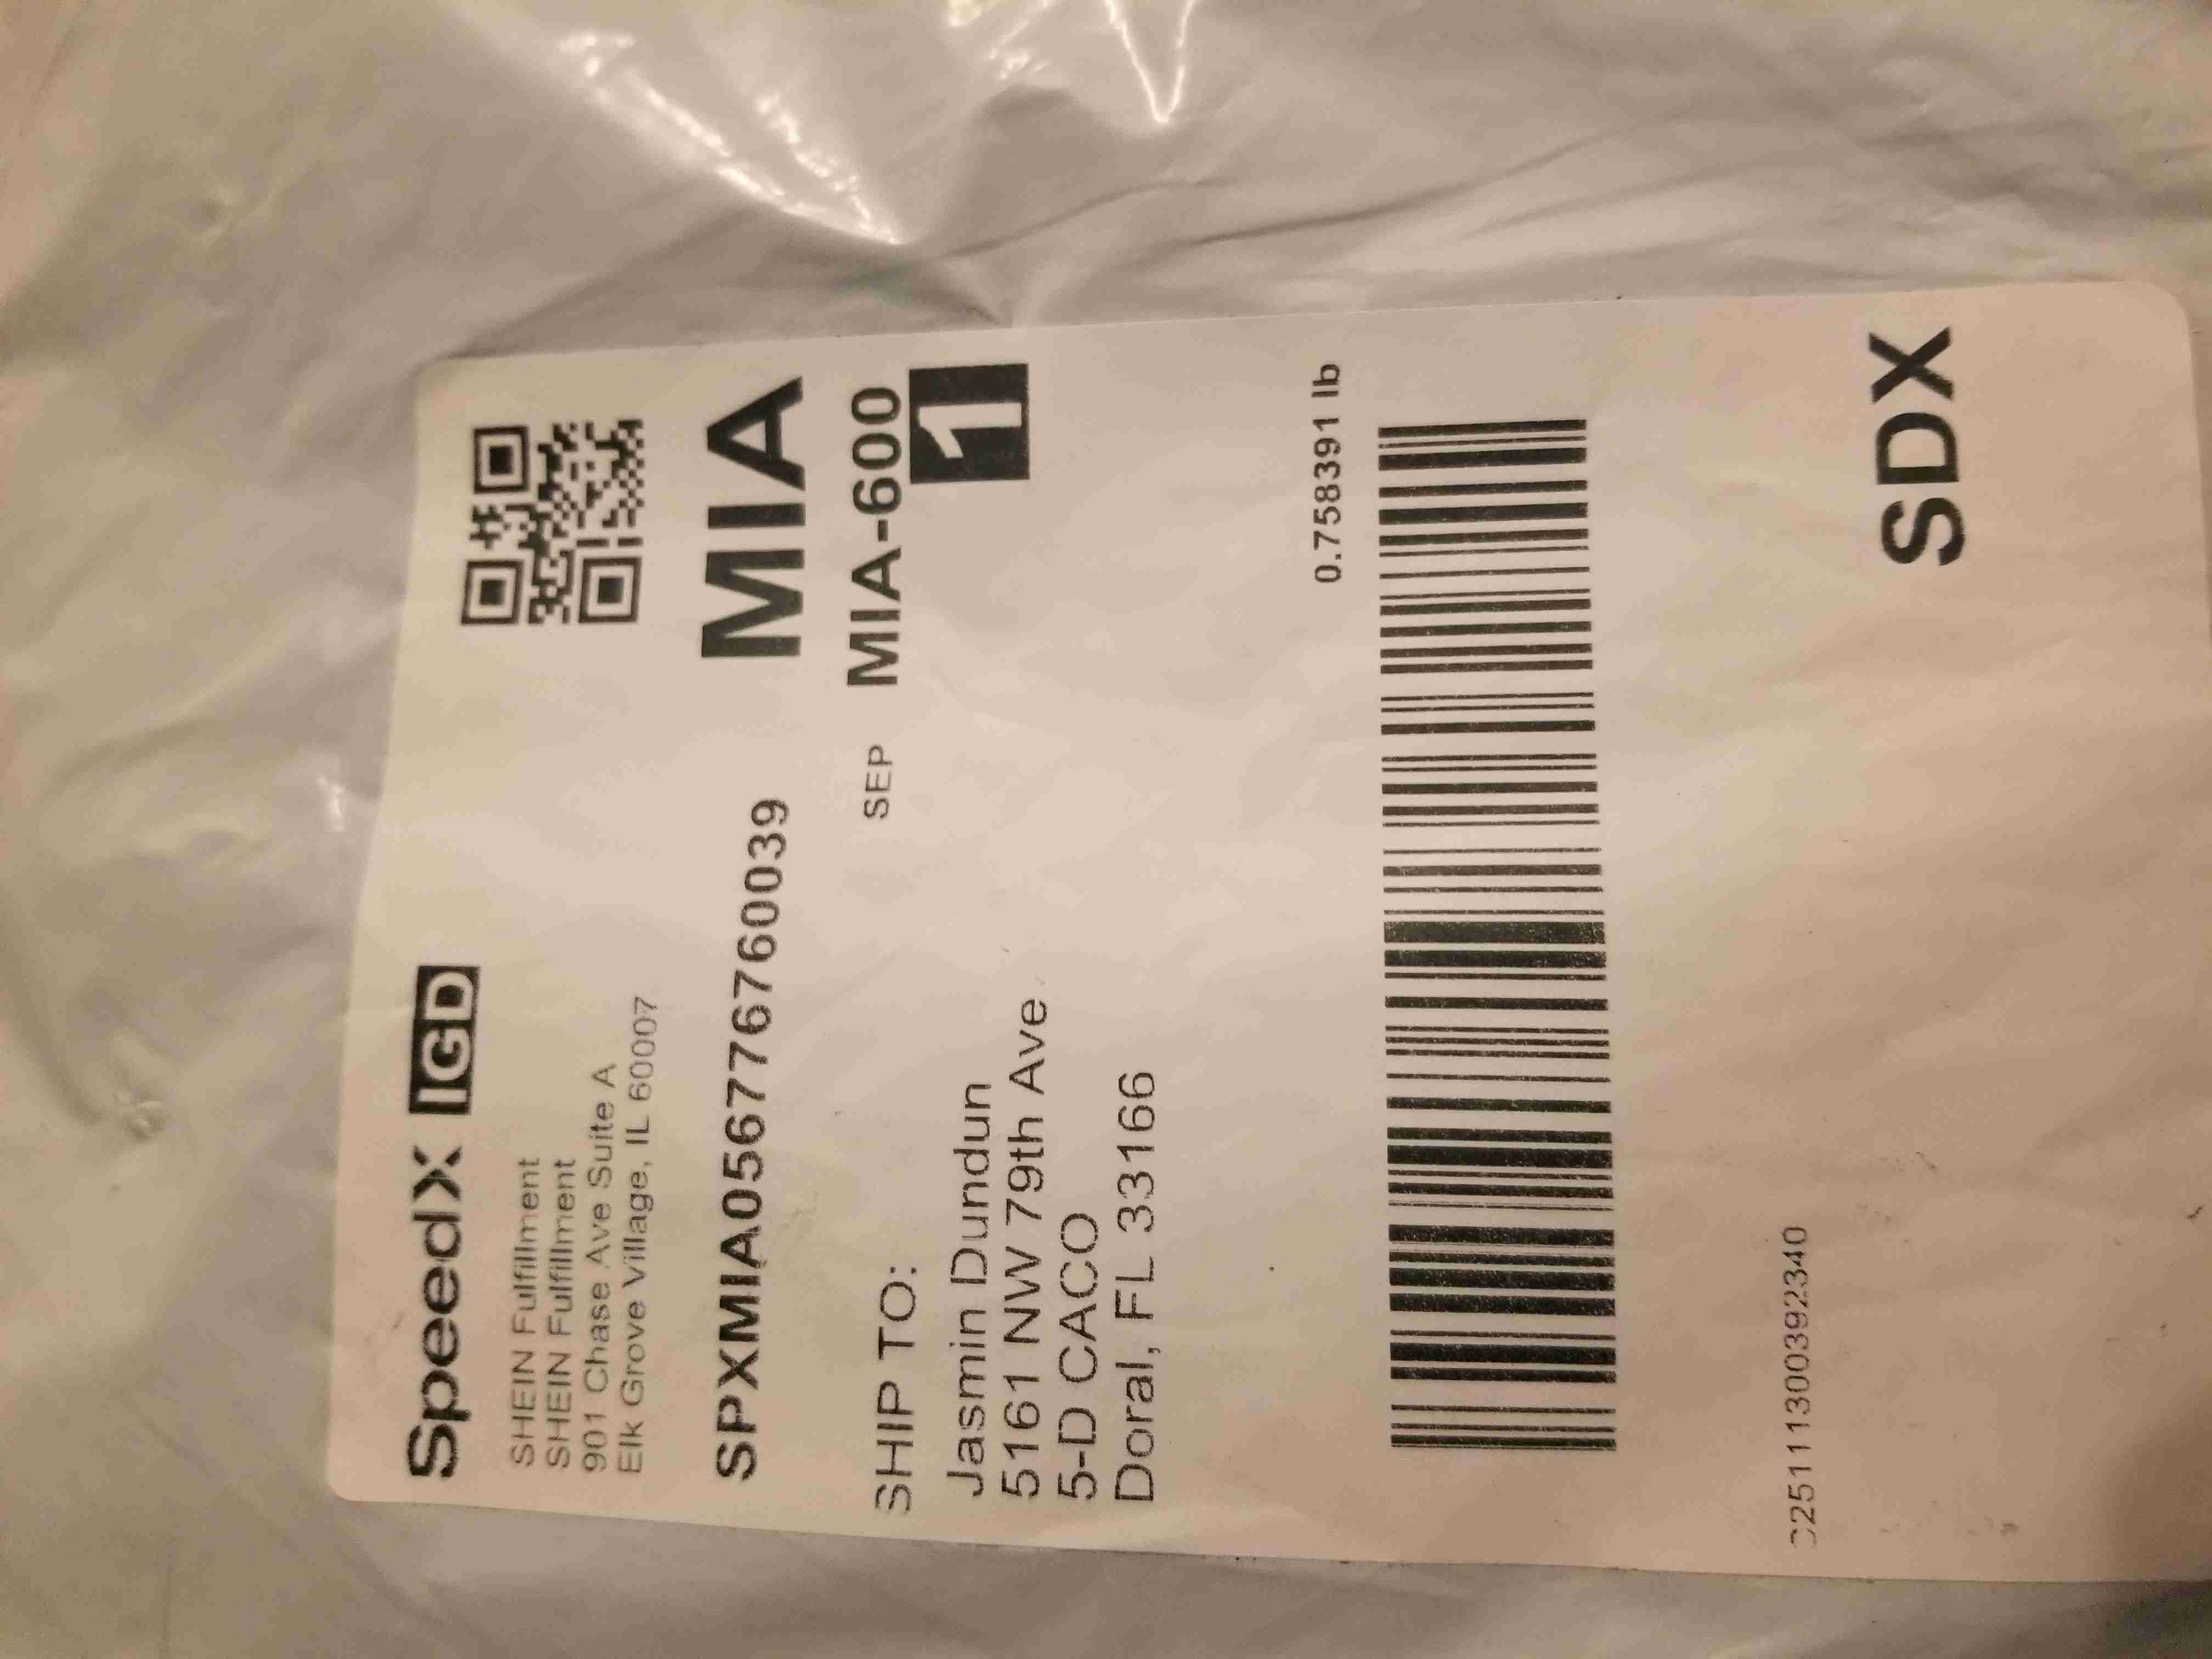 SpeedX IGD
SHEIN Fulfillment
SHEIN Fulfillment
901 Chase Ave Suite A
Elk Grove Village, IL 60007
SPXMIA056776760039
MIA
SEP MIA-600
1
SHIP TO:
Jasmin Dundun
5161 NW 79th Ave
5-D CACO
Doral, FL 33166
0.758391 lb
SDX